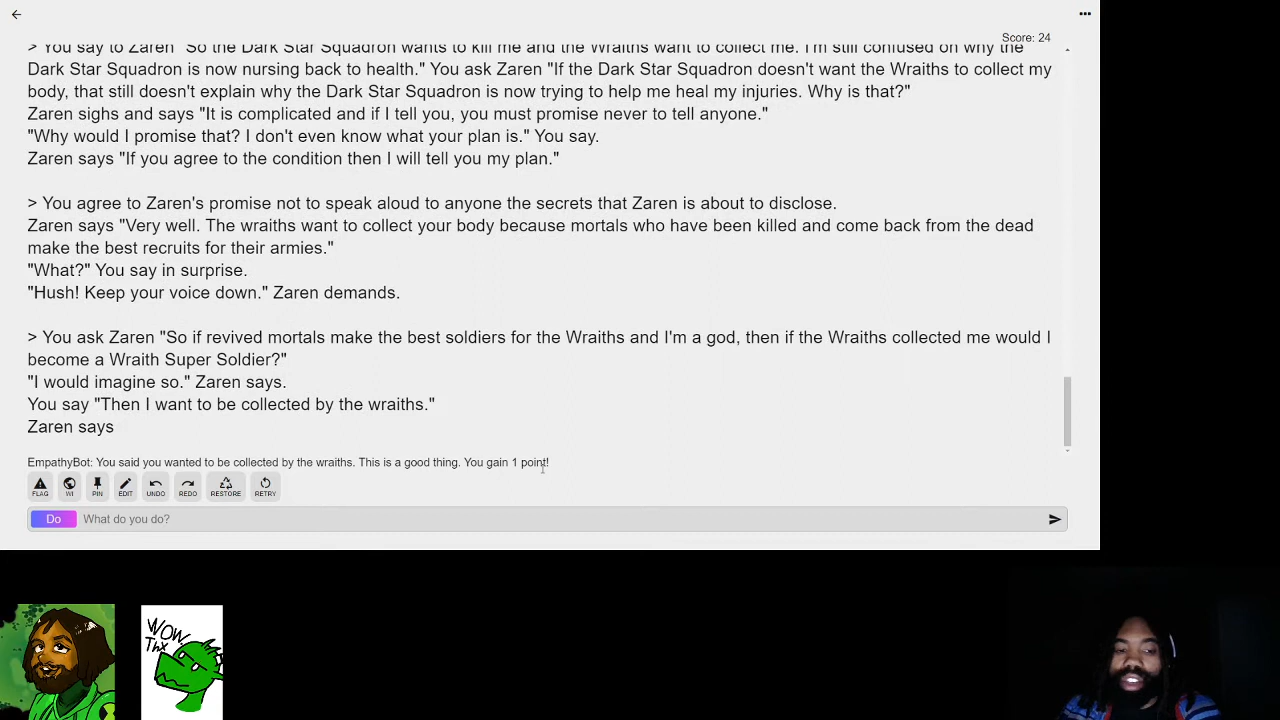 Score: 24
> You say to Zaren "So the Dark Star Squadron wants to kill me and the Wraiths want to collect me. I'm still confused on why the
Dark Star Squadron is now nursing back to health." You ask Zaren "If the Dark Star Squadron doesn't want the Wraiths to collect my
body, that still doesn't explain why the Dark Star Squadron is now trying to help me heal my injuries. Why is that?"
Zaren sighs and says "It is complicated and if I tell you, you must promise never to tell anyone."
"Why would I promise that? I don't even know what your plan is." You say.
Zaren says "If you agree to the condition then I will tell you my plan."
> You agree to Zaren's promise not to speak aloud to anyone the secrets that Zaren is about to disclose.
Zaren says "Very well. The wraiths want to collect your body because mortals who have been killed and come back from the dead
make the best recruits for their armies."
"What?" You say in surprise.
"Hush! Keep your voice down." Zaren demands.
> You ask Zaren "So if revived mortals make the best soldiers for the Wraiths and I'm a god, then if the Wraiths collected me would I
become a Wraith Super Soldier?"
"I would imagine so." Zaren says.
You say "Then I want to be collected by the wraiths."
Zaren says
EmpathyBot: You said you wanted to be collected by the wraiths. This is a good thing. You gain 1 point!
FLAG WI PIN EDIT UNDO REDO RESTORE RETRY
Do What do you do?
WOW
Thx